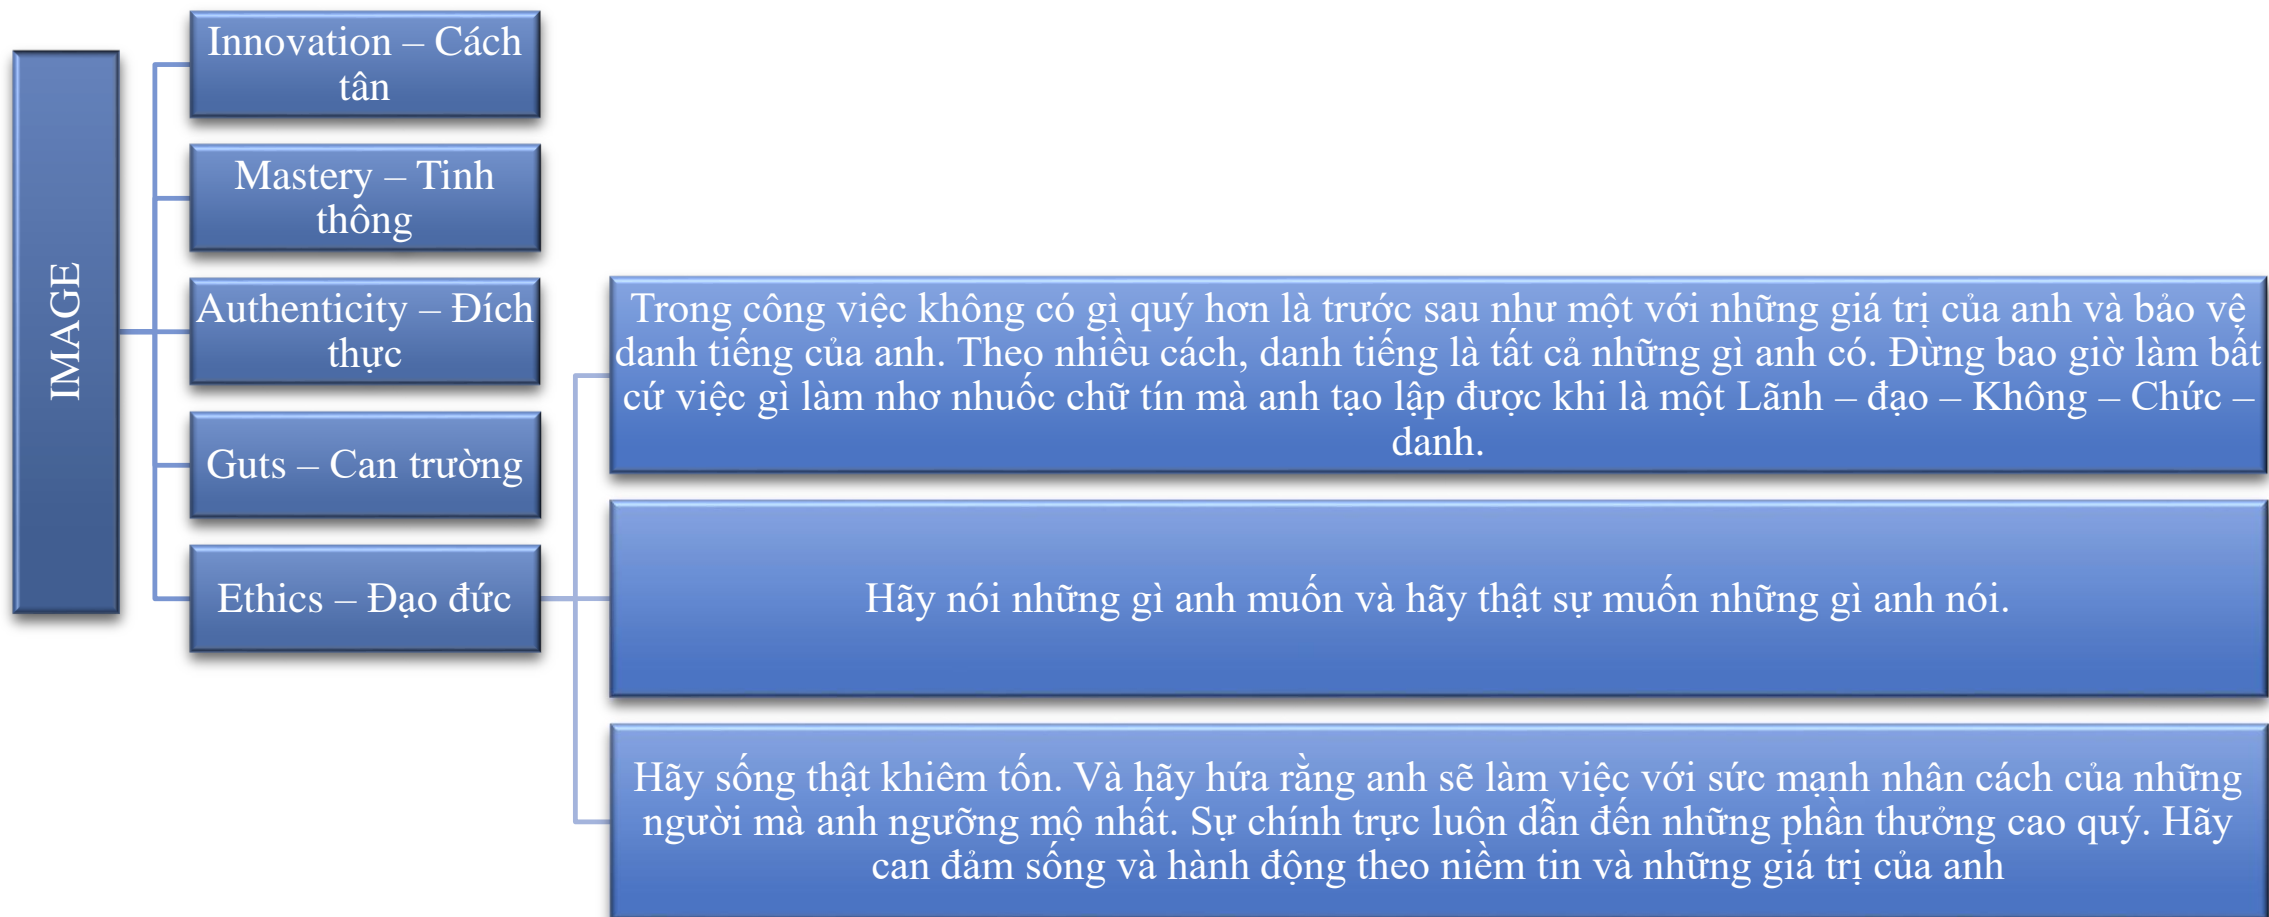 IMAGE
Innovation – Cách
tân
Mastery – Tinh
thông
Authenticity – Đích
thực
Guts – Can trường
Ethics – Đạo đức
Trong công việc không có gì quý hơn là trước sau như một với những giá trị của anh và bảo vệ
danh tiếng của anh. Theo nhiều cách, danh tiếng là tất cả những gì anh có. Đừng bao giờ làm bất
cứ việc gì làm nhơ nhuốc chữ tín mà anh tạo lập được khi là một Lãnh – đạo – Không – Chức –
danh.
Hãy nói những gì anh muốn và hãy thật sự muốn những gì anh nói.
Hãy sống thật khiêm tốn. Và hãy hứa rằng anh sẽ làm việc với sức mạnh nhân cách của những
người mà anh ngưỡng mộ nhất. Sự chính trực luôn dẫn đến những phần thưởng cao quý. Hãy
can đảm sống và hành động theo niềm tin và những giá trị của anh